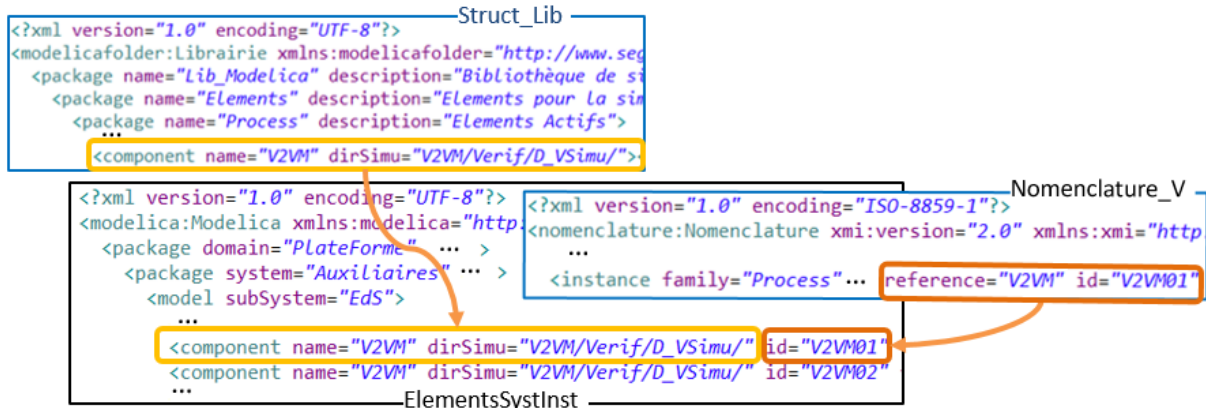 Struct_Lib
<?xml version="1.0" encoding="UTF-8"?>
<modelicafolder:Librairie xmlns:modelicafolder="http://www.seg
<package name="Lib_Modelica" description="Bibliothèque de si
<package name="Elements" description="Elements pour la sim
<package name="Process" description="Elements Actifs">
...
<component name="V2VM" dirSimu="V2VM/Verif/D_VSimu/"><
<?xml version="1.0" encoding="UTF-8"?>
<modelica:Modelica xmlns:modelica="http:
<package domain="PlateForme" ... >
<package system="Auxiliaires" ... >
<model subSystem="EdS">
...
<component name="V2VM" dirSimu="V2VM/Verif/D_VSimu/" id="V2VM01"
<component name="V2VM" dirSimu="V2VM/Verif/D_VSimu/" id="V2VM02"
...
ElementsSystInst
Nomenclature_V
<?xml version="1.0" encoding="ISO-8859-1"?>
<nomenclature:Nomenclature xmi:version="2.0" xmlns:xmi="http
...
<instance family="Process" ... reference="V2VM" id="V2VM01"